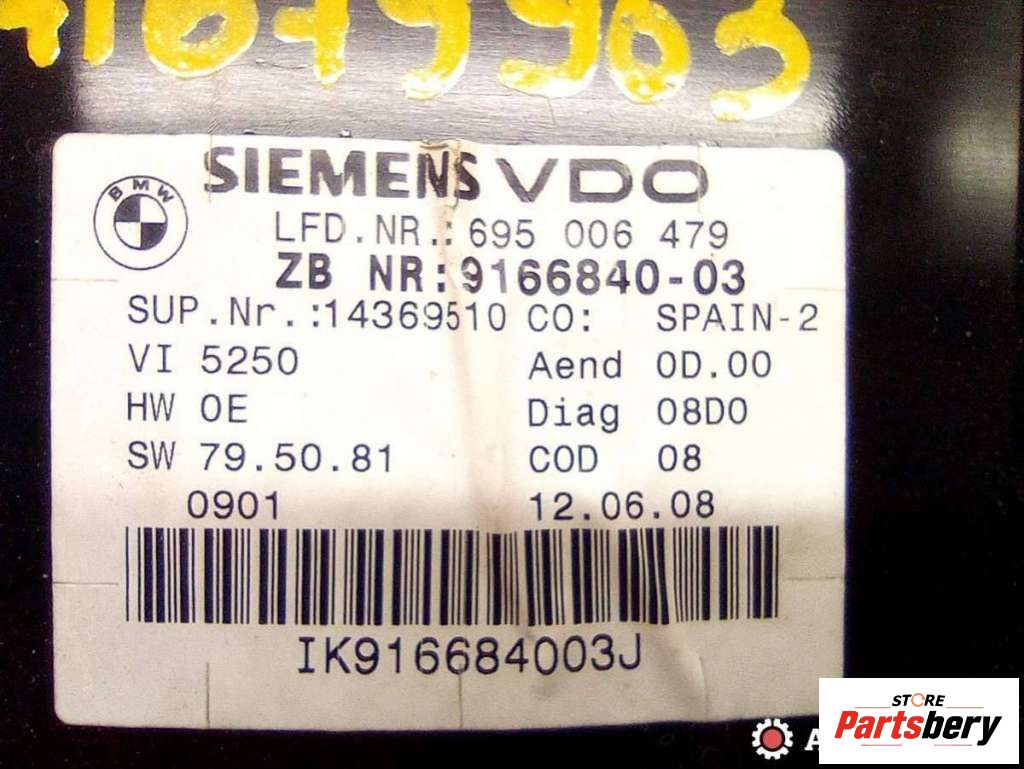 SIEMENS VDO
BMW
LFD.NR.: 695 006 479
ZB NR:9166840-03
SUP.Nr.:14369510 CO: SPAIN-2
VI 5250 Aend 0D.00
HW 0E Diag 08D0
SW 79.50.81 COD 08
0901 12.06.08
IK916684003J
STORE
Partsbery